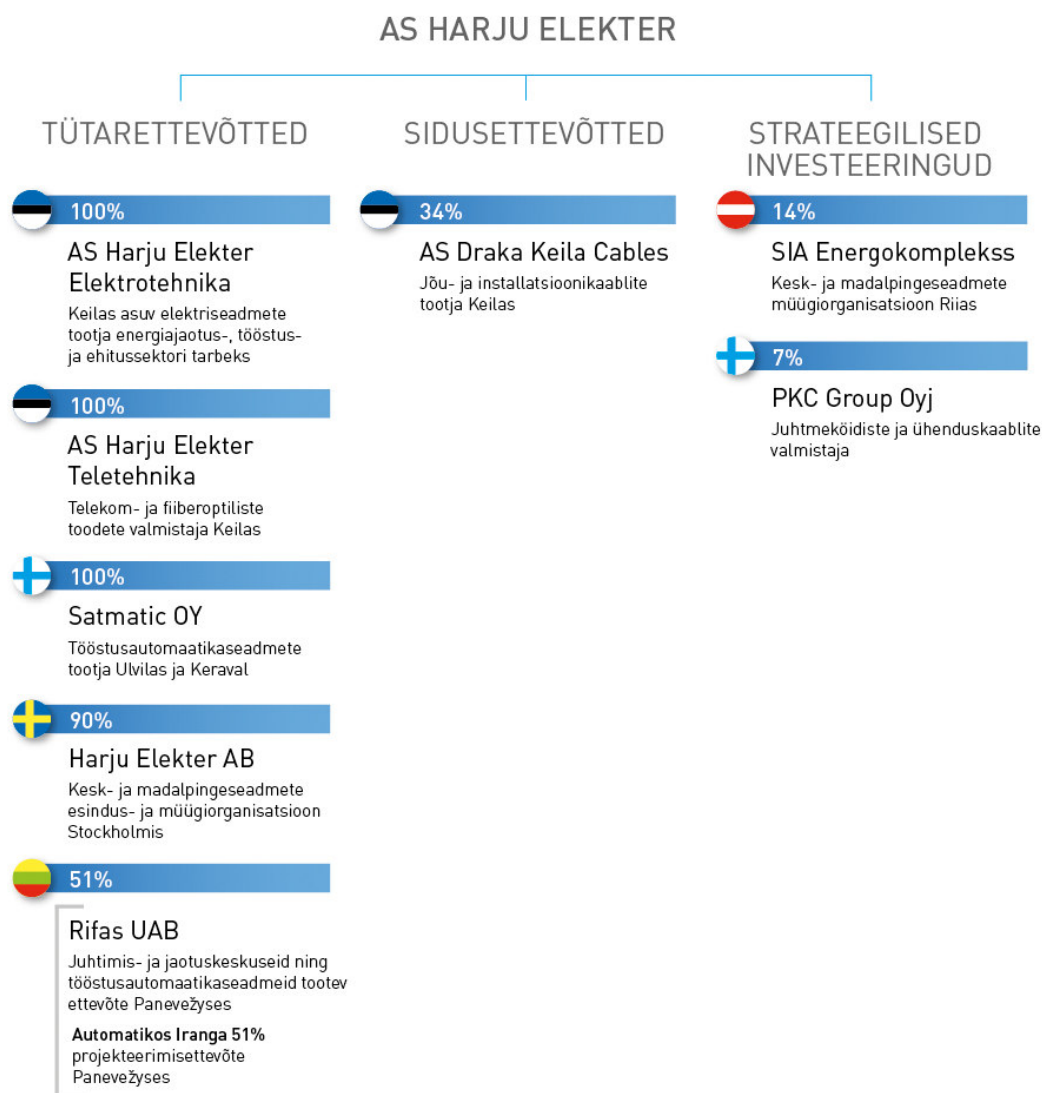 AS HARJU ELEKTER
TÜTARETTEVÕTTED
100%
AS Harju Elekter
Elektrotehnika
Keilas asuv elektriseadmete
tootja energiajaotus-, tööstus-
ja ehitussektori tarbeks
100%
AS Harju Elekter
Teletehnika
Telekom- ja fiiberoptiliste
toodete valmistaja Keilas
100%
Satmatic OY
Tööstusautomaatikaseadmete
tootja Ulvilas ja Keraval
90%
Harju Elekter AB
Kesk- ja madalpingeseadmete
esindus- ja müügiorganisatsioon
Stockholmis
51%
Rifas UAB
Juhtimis- ja jaotuskeskuseid ning
tööstusautomaatikaseadmeid tootev
ettevõte Panevežyses
Automatikos Iranga 51%
projekteerimisettevõte
Panevežyses
SIDUSETTEVÕTTED
34%
AS Draka Keila Cables
Jõu- ja installatsioonikaablite
tootja Keilas
STRATEEGILISED
INVESTEERINGUD
14%
SIA Energokomplekss
Kesk- ja madalpingeseadmete
müügiorganisatsioon Riias
7%
PKC Group Oyj
Juhtmeköidiste ja ühenduskaablite
valmistaja